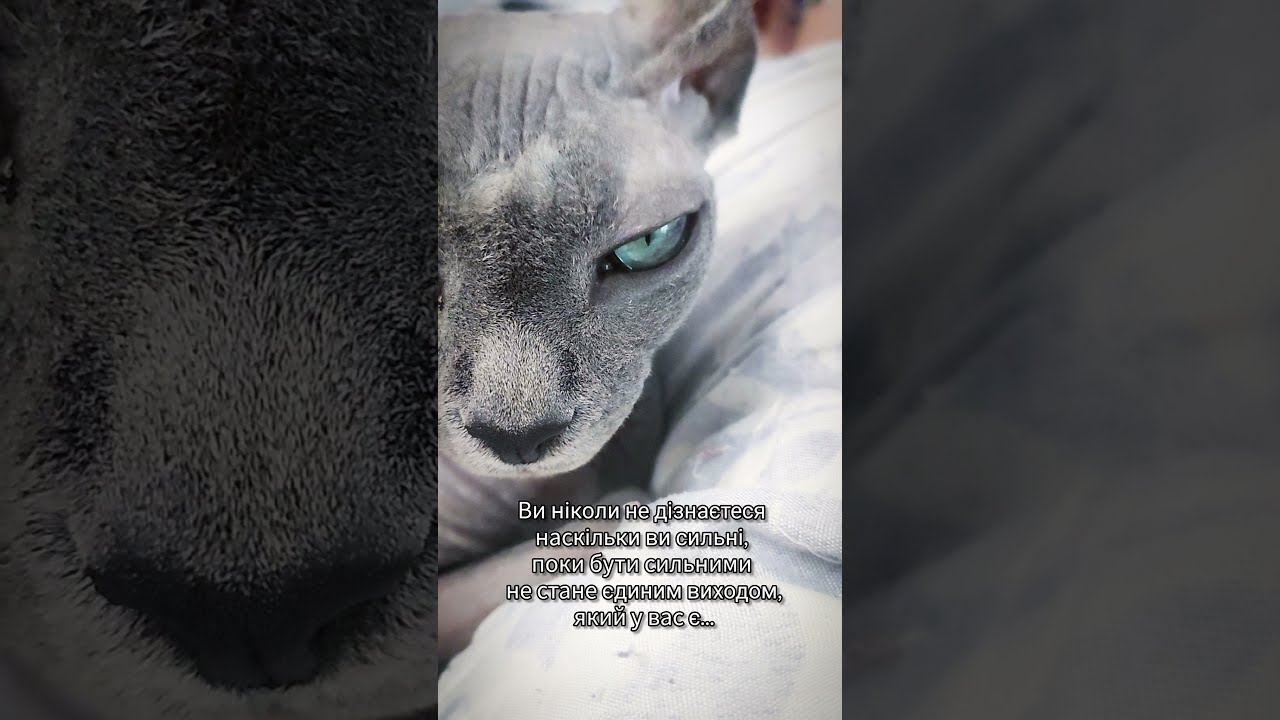 Ви ніколи не дізнаєтеся
наскільки ви сильні,
поки бути сильними
не стане єдиним виходом,
який у вас є...